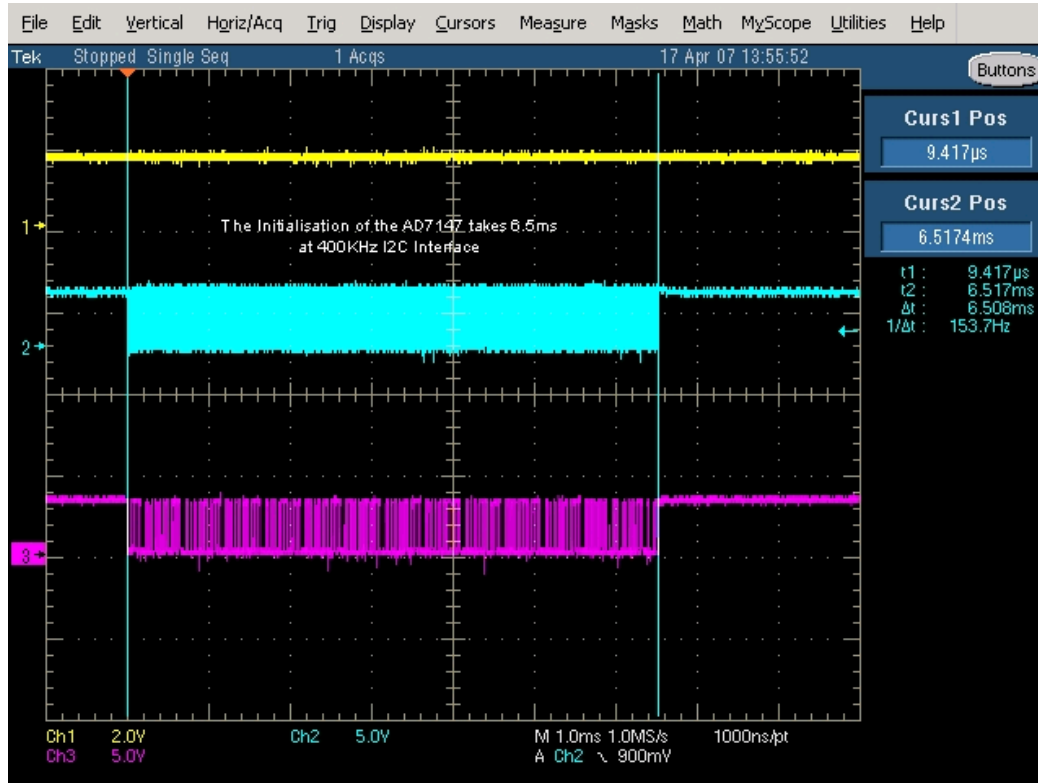 File Edit Vertical Horiz/Acq Trig Display Cursors Measure Masks Math MyScope Utilities Help
Tek Stopped Single Seq 1 Acqs 17 Apr 07 13:55:52
Buttons
Curs1 Pos
9.417µs
Curs2 Pos
6.5174ms
t1 : 9.417µs
t2 : 6.517ms
Δt : 6.508ms
1/Δt : 153.7Hz
1
The Initialisation of the AD7147 takes 6.5ms
at 400KHz I2C Interface
2
3
Ch1 2.0V Ch2 5.0V M 1.0ms 1.0MS/s 1000ns/pt
Ch3 5.0V A Ch2 \ 900mV